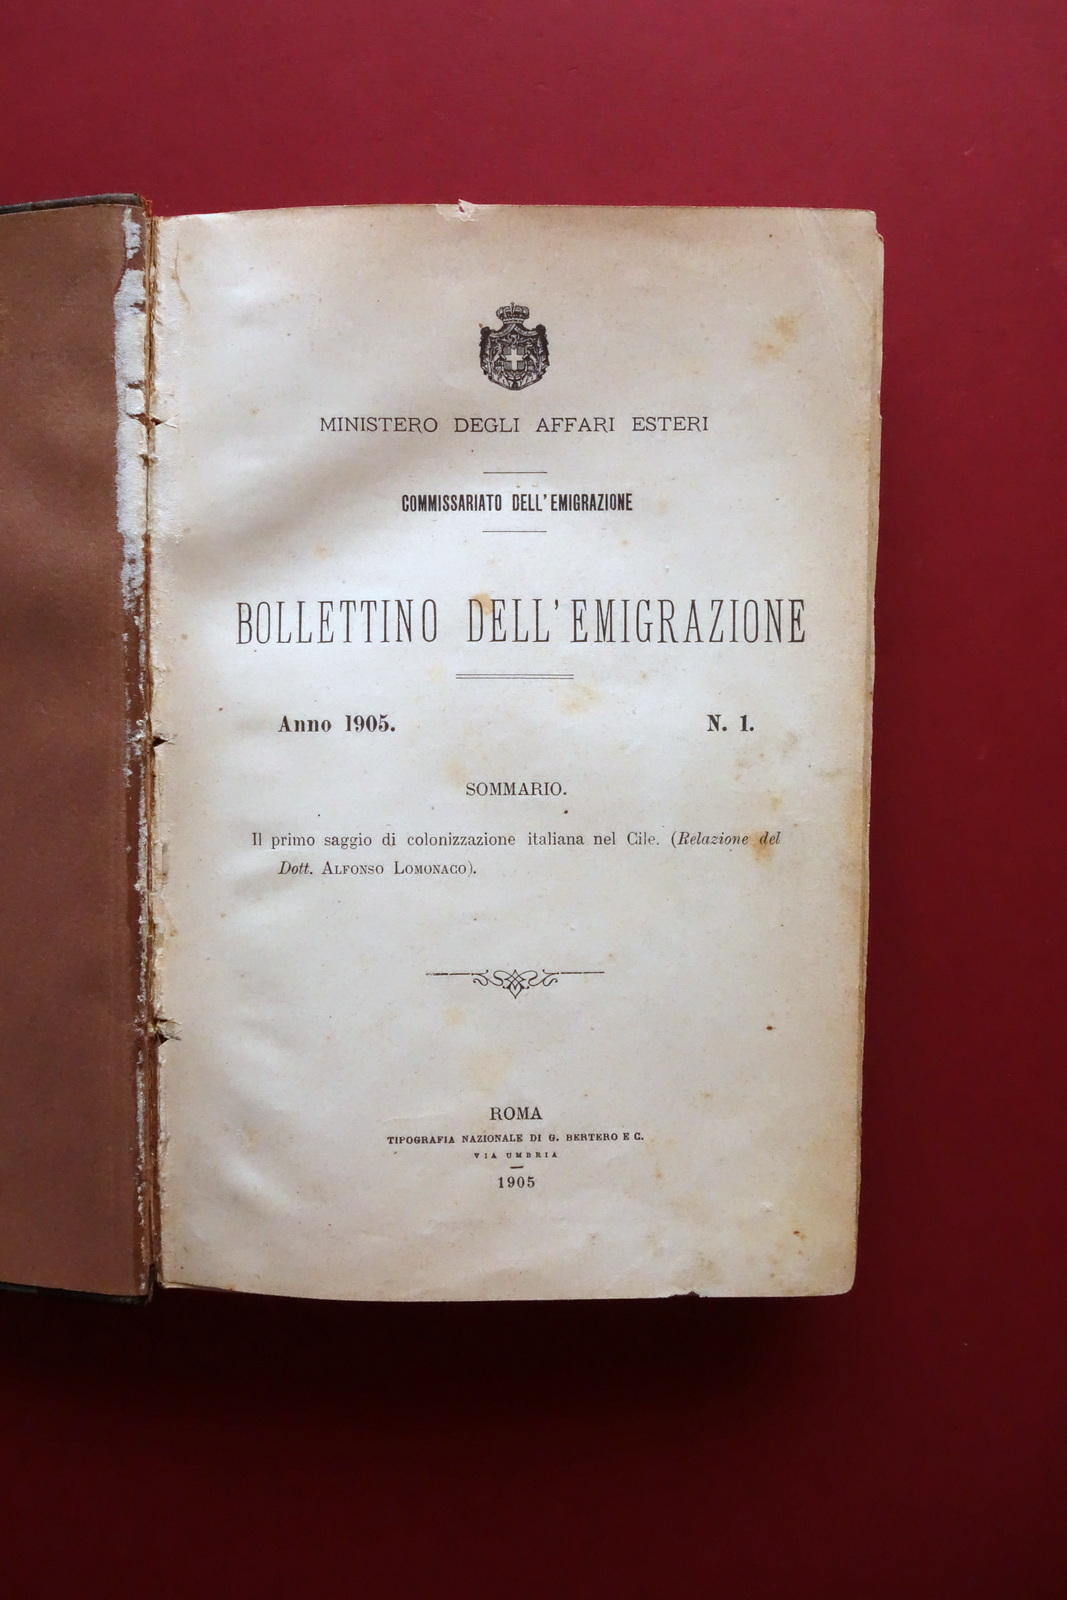 MINISTERO DEGLI AFFARI ESTERI
COMMISSARIATO DELL'EMIGRAZIONE
BOLLETTINO DELL'EMIGRAZIONE
Anno 1905. N. 1.
SOMMARIO.
Il primo saggio di colonizzazione italiana nel Cile. (Relazione del
Dott. ALFONSO LOMONACO).
ROMA
TIPOGRAFIA NAZIONALE DI G. BERTERO E C.
VIA UMBRIA
1905